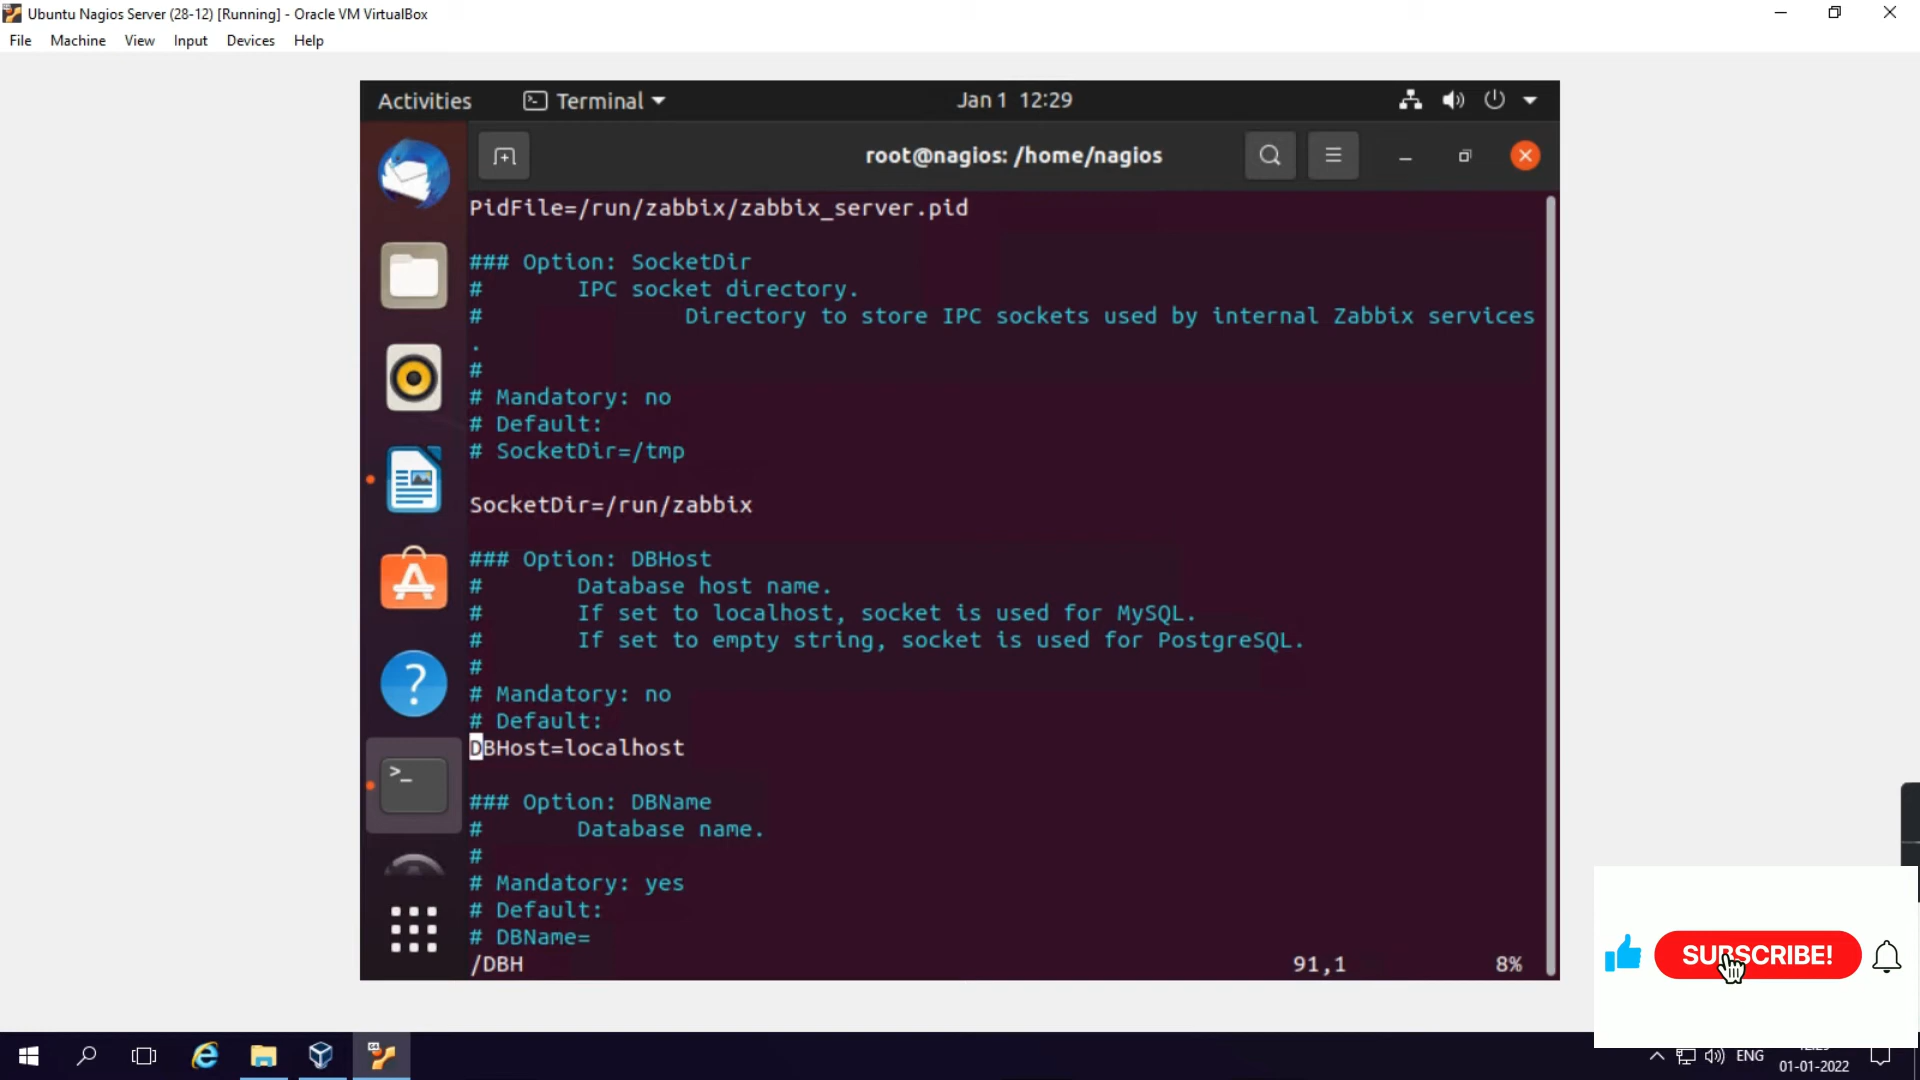 Ubuntu Nagios Server (28-12) [Running] - Oracle VM VirtualBox
File Machine View Input Devices Help
Activities Terminal Jan 1 12:29
root@nagios: /home/nagios
PidFile=/run/zabbix/zabbix_server.pid
### Option: SocketDir
# IPC socket directory.
# Directory to store IPC sockets used by internal Zabbix services
.
#
# Mandatory: no
# Default:
# SocketDir=/tmp
SocketDir=/run/zabbix
### Option: DBHost
# Database host name.
# If set to localhost, socket is used for MySQL.
# If set to empty string, socket is used for PostgreSQL.
#
# Mandatory: no
# Default:
DBHost=localhost
### Option: DBName
# Database name.
#
# Mandatory: yes
# Default:
# DBName=
/DBH 91,1 8%
SUBSCRIBE!
ENG
01-01-2022